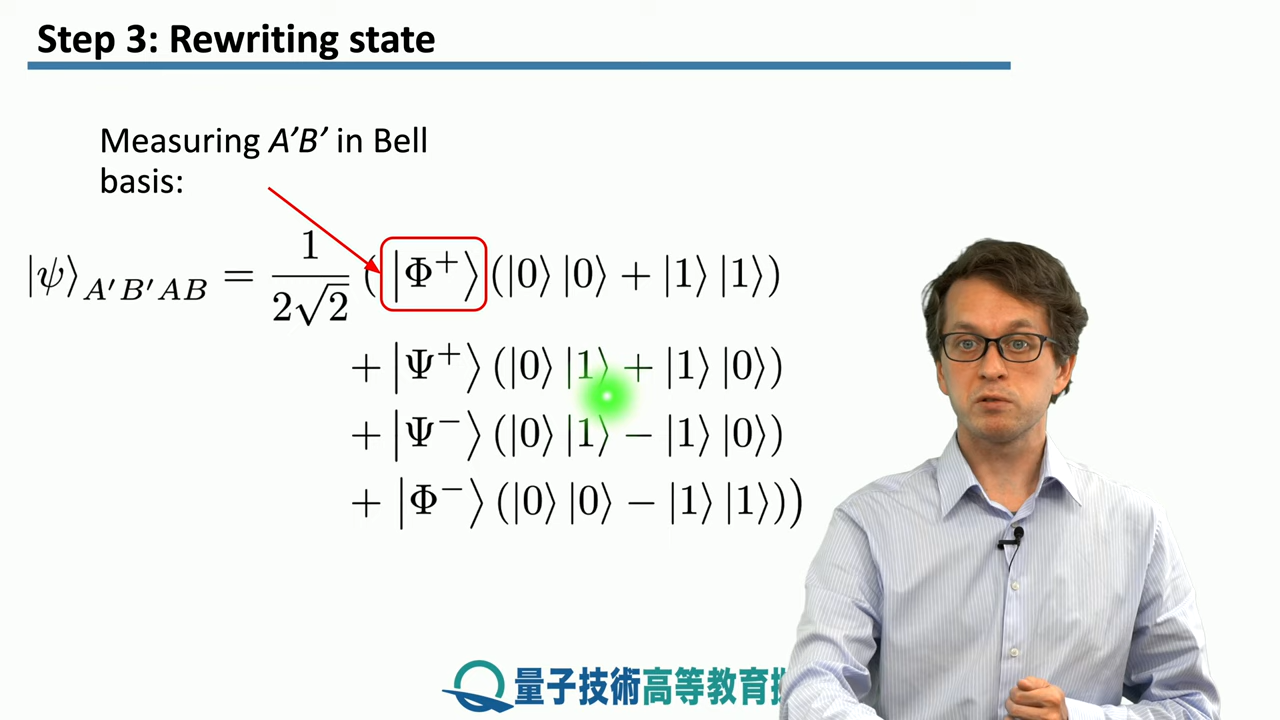 Step 3: Rewriting state
Measuring A′B′ in Bell
basis:
|ψ⟩_{A′B′AB} = \frac{1}{2√2} ( |Φ⁺⟩ (|0⟩ |0⟩ + |1⟩ |1⟩)
+ |Ψ⁺⟩ (|0⟩ |1⟩ + |1⟩ |0⟩)
+ |Ψ⁻⟩ (|0⟩ |1⟩ − |1⟩ |0⟩)
+ |Φ⁻⟩ (|0⟩ |0⟩ − |1⟩ |1⟩))
量子技術高等教育